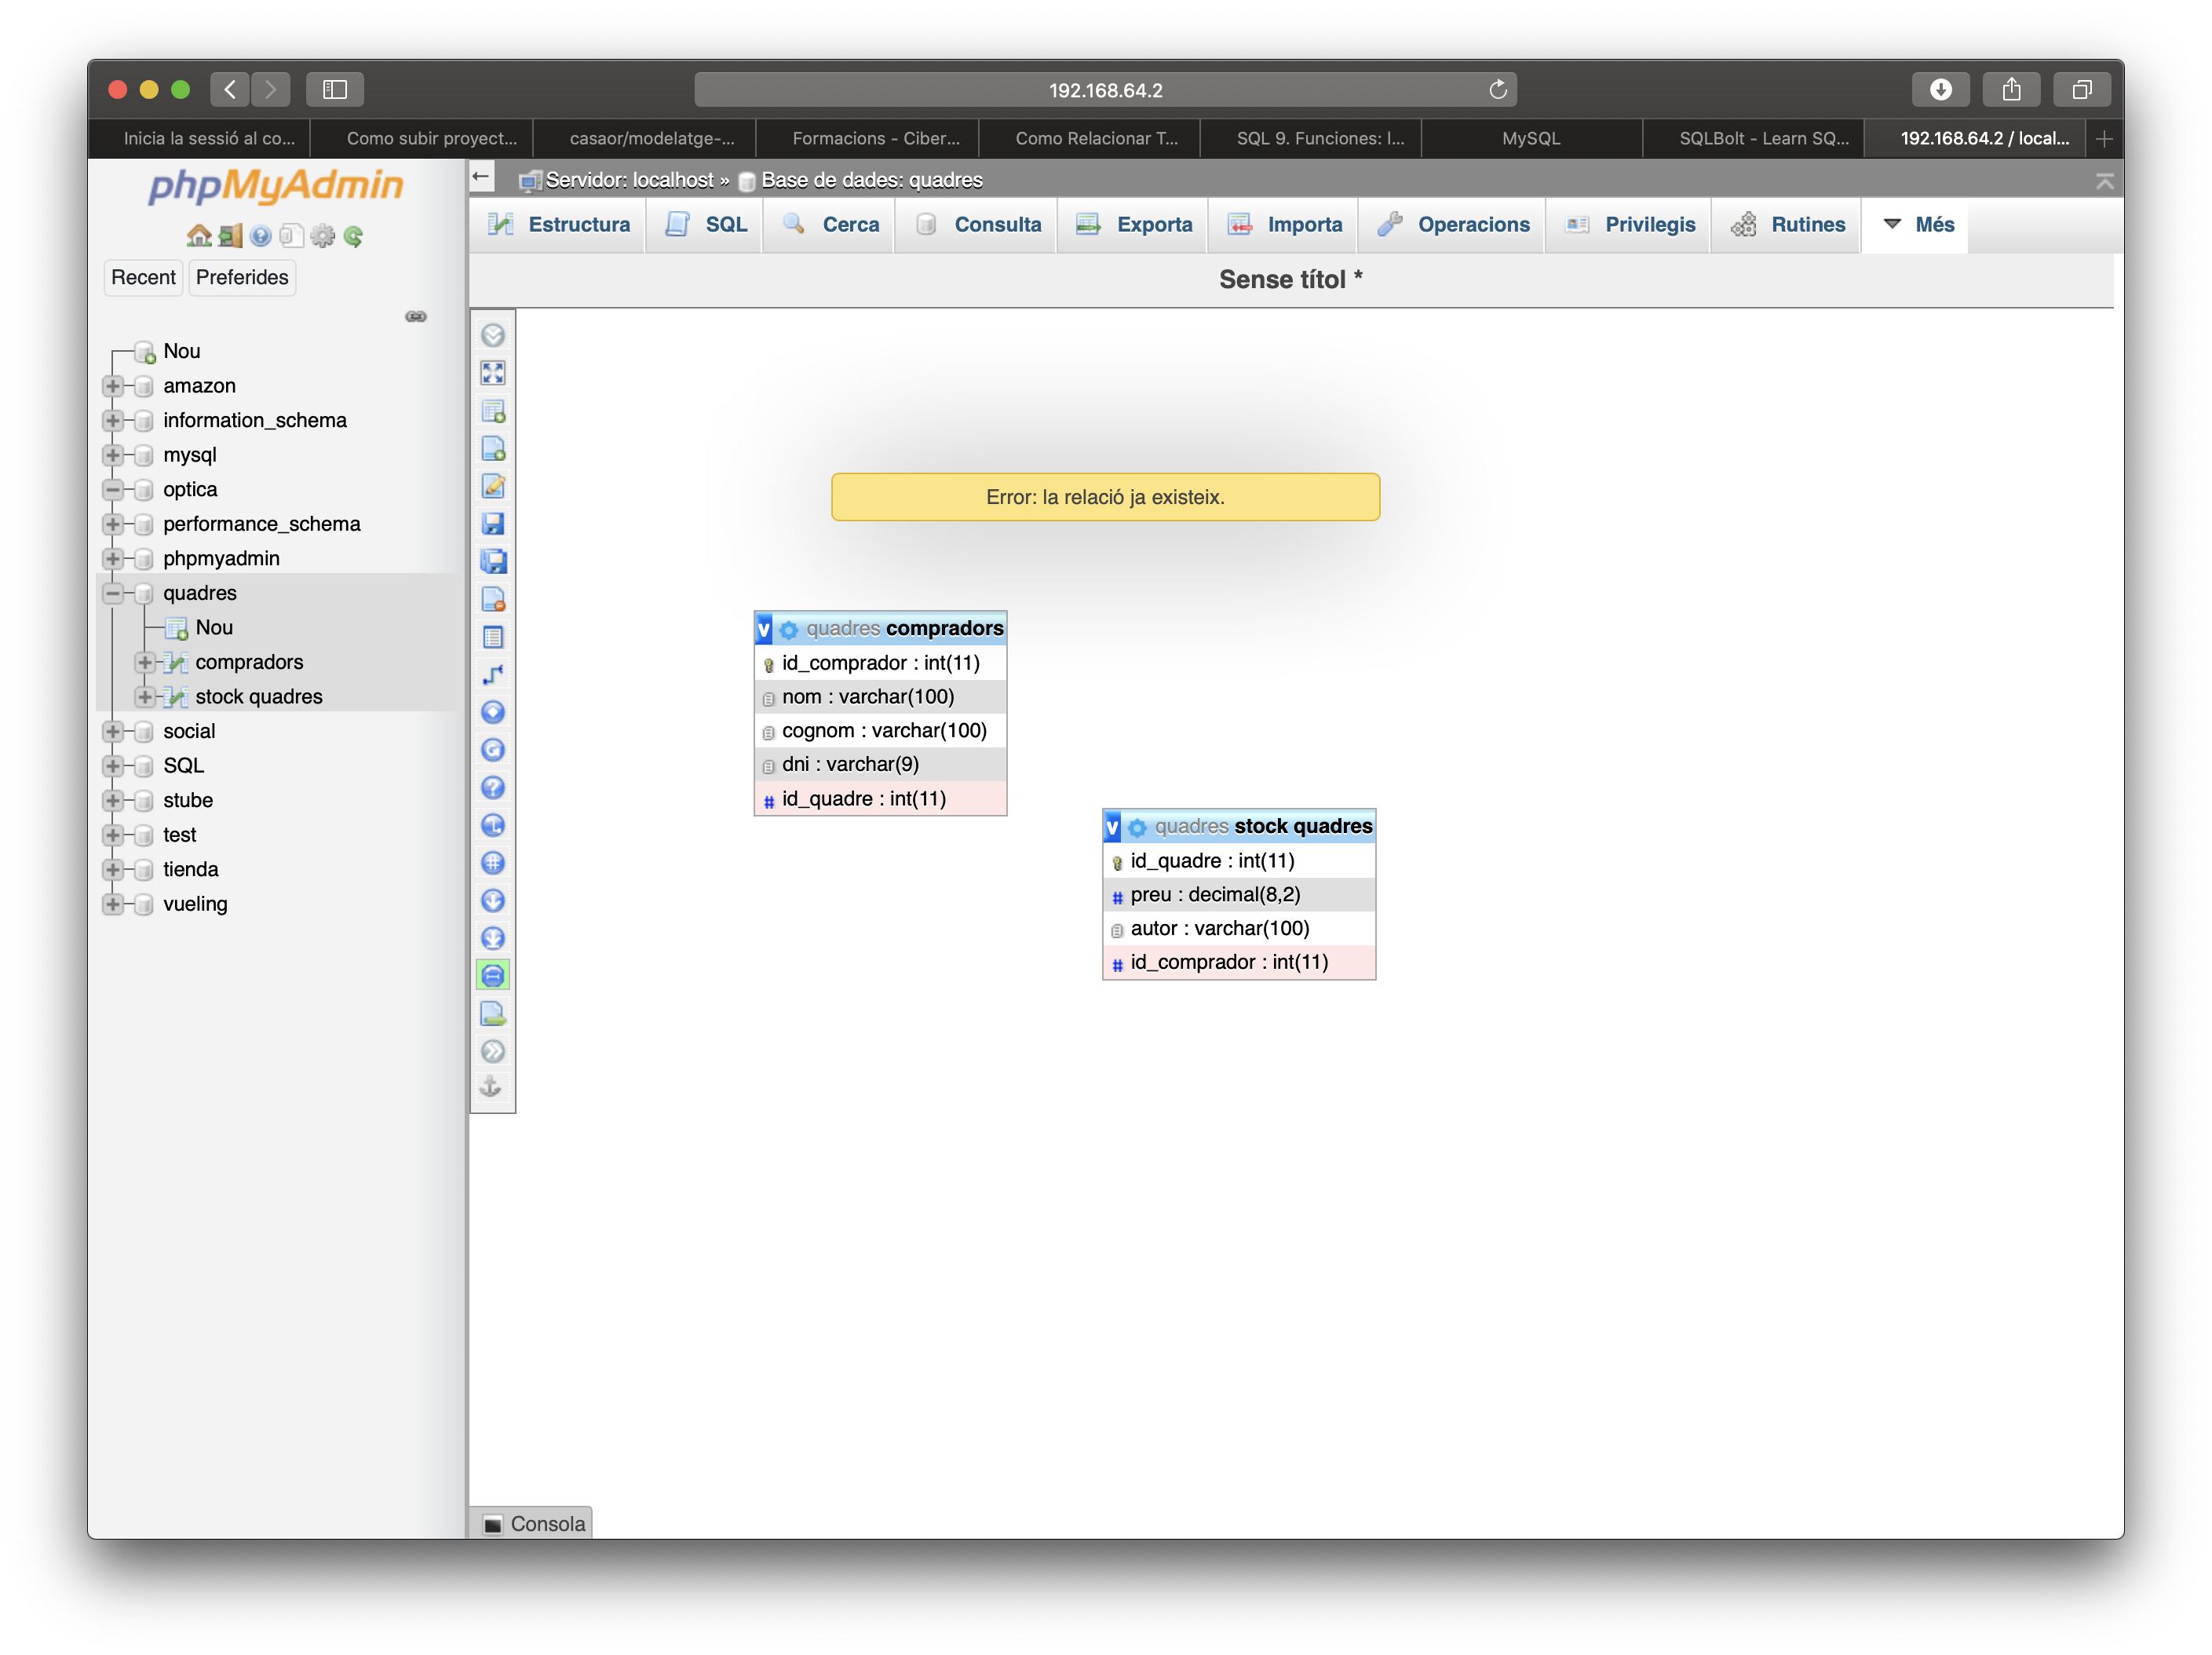 192.168.64.2
Inicia la sessió al co...
Como subir proyect...
casaor/modelatge-...
Formacions - Ciber...
Como Relacionar T...
SQL 9. Funciones: l...
MySQL
SQLBolt - Learn SQ...
192.168.64.2 / local...
phpMyAdmin
Recent
Preferides
Nou
amazon
information_schema
mysql
optica
performance_schema
phpmyadmin
quadres
Nou
compradors
stock quadres
social
SQL
stube
test
tienda
vueling
Servidor: localhost » Base de dades: quadres
Estructura
SQL
Cerca
Consulta
Exporta
Importa
Operacions
Privilegis
Rutines
Més
Sense títol *
Error: la relació ja existeix.
v quadres compradors
id_comprador : int(11)
nom : varchar(100)
cognom : varchar(100)
dni : varchar(9)
# id_quadre : int(11)
v quadres stock quadres
id_quadre : int(11)
# preu : decimal(8,2)
autor : varchar(100)
# id_comprador : int(11)
Consola